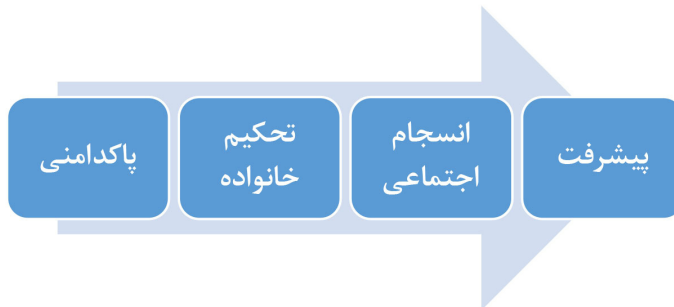 پاکدامنی
تحکیم
خانواده
انسجام
اجتماعی
پیشرفت